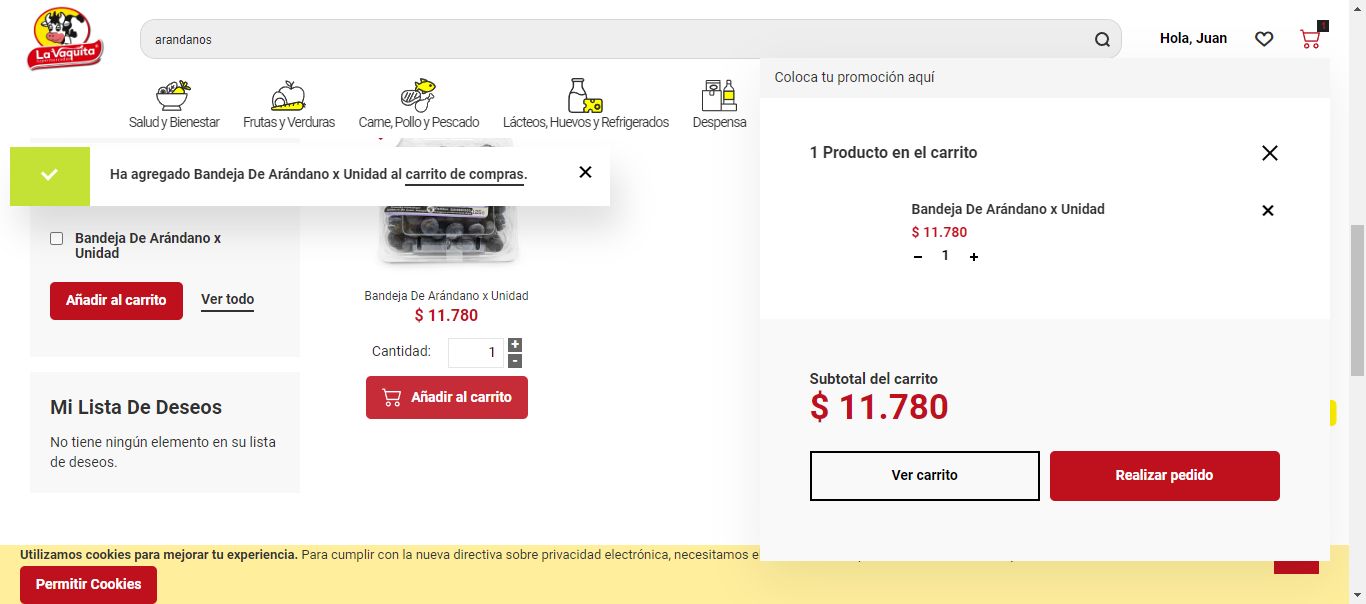 La Vaquita
arandanos
Hola, Juan
1
Salud y Bienestar
Frutas y Verduras
Carne, Pollo y Pescado
Lácteos, Huevos y Refrigerados
Despensa
Coloca tu promoción aquí
1 Producto en el carrito
Bandeja De Arándano x Unidad
$ 11.780
1
Subtotal del carrito
$ 11.780
Ver carrito
Realizar pedido
Ha agregado Bandeja De Arándano x Unidad al carrito de compras.
Bandeja De Arándano x
Unidad
Añadir al carrito
Ver todo
Bandeja De Arándano x Unidad
$ 11.780
Cantidad:
1
+
-
Añadir al carrito
Mi Lista De Deseos
No tiene ningún elemento en su lista
de deseos.
Utilizamos cookies para mejorar tu experiencia. Para cumplir con la nueva directiva sobre privacidad electrónica, necesitamos
Permitir Cookies